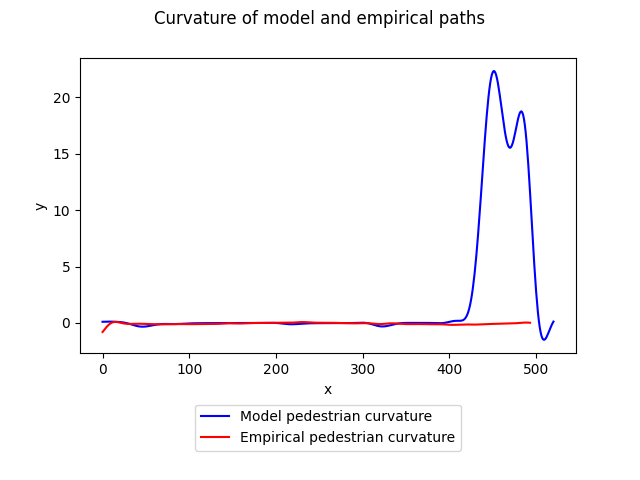 Curvature of model and empirical paths
20
15
10
5
0
y
0 100 200 300 400 500
x
Model pedestrian curvature
Empirical pedestrian curvature